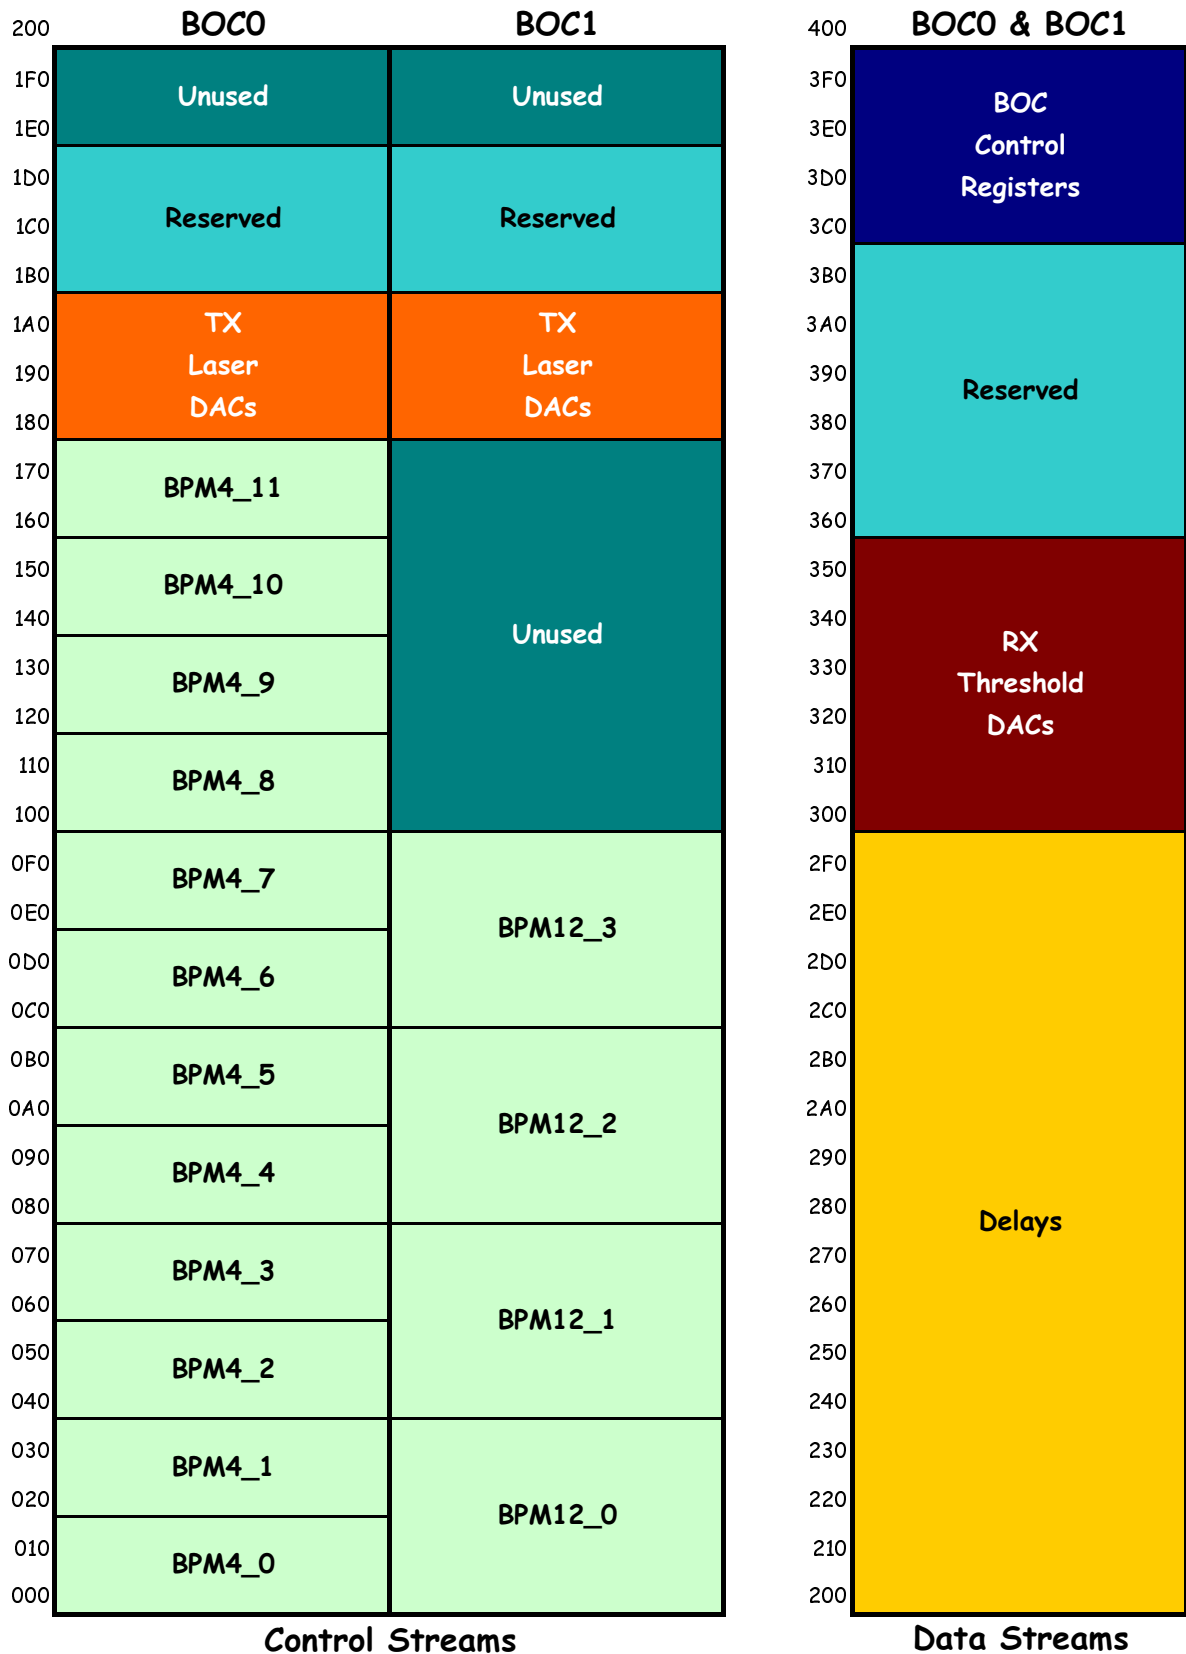 200 BOC0 BOC1 400 BOC0 & BOC1
1F0 Unused Unused 3F0 BOC
1E0 3E0 Control
1D0 3D0 Registers
1C0 Reserved Reserved 3C0
1B0 3B0
1A0 TX TX 3A0
190 Laser Laser 390 Reserved
180 DACs DACs 380
170 BPM4_11 370
160 360
150 BPM4_10 350
140 Unused 340 RX
130 BPM4_9 330 Threshold
120 320 DACs
110 BPM4_8 310
100 300
0F0 BPM4_7 2F0
0E0 BPM12_3 2E0
0D0 BPM4_6 2D0
0C0 2C0
0B0 BPM4_5 2B0
0A0 BPM12_2 2A0
090 BPM4_4 290
080 280 Delays
070 BPM4_3 270
060 BPM12_1 260
050 BPM4_2 250
040 240
030 BPM4_1 230
020 BPM12_0 220
010 BPM4_0 210
000 200
Control Streams Data Streams